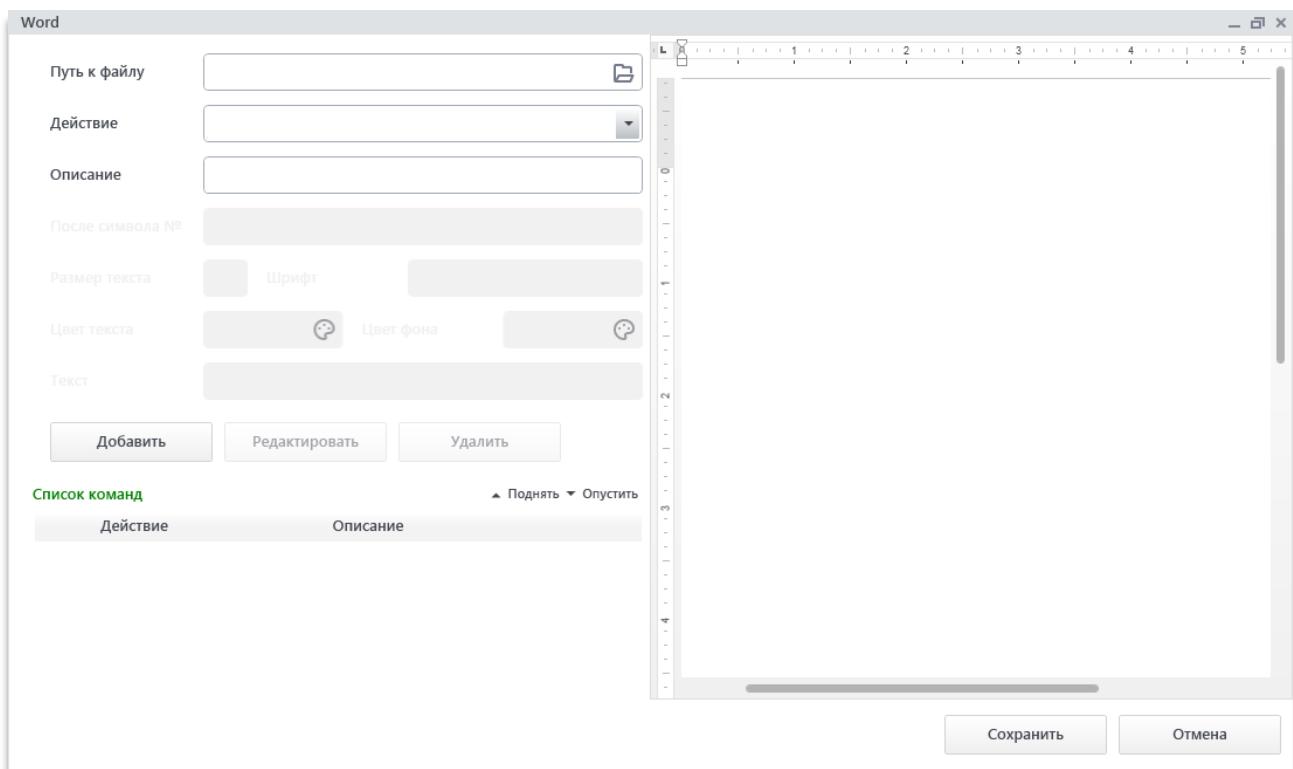 Word
Путь к файлу
Действие
Описание
После символа №
Размер текста Шрифт
Цвет текста Цвет фона
Текст
Добавить Редактировать Удалить
Список команд Поднять Опустить
Действие Описание
L 1 2 3 4 5
0
1
2
3
4
Сохранить Отмена